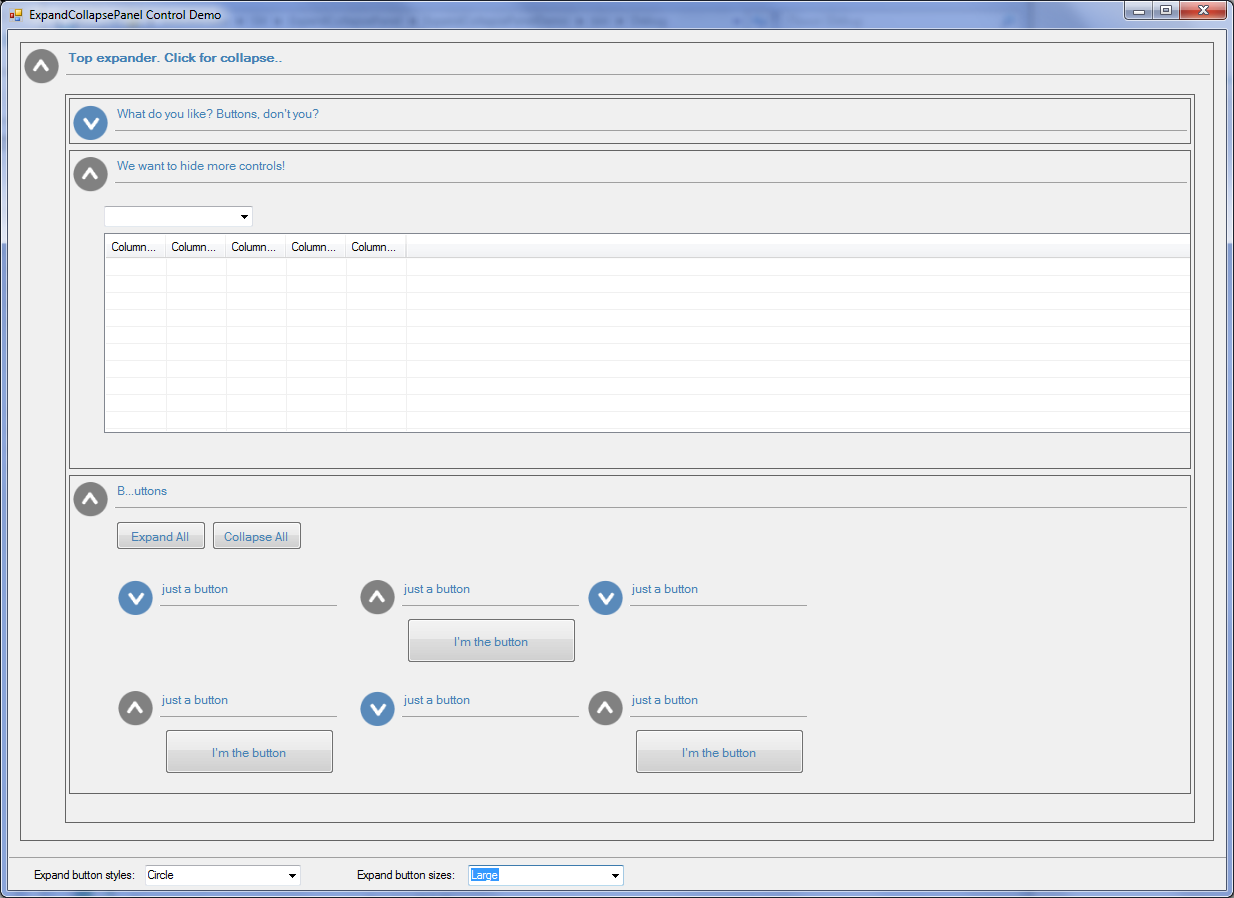 ExpandCollapsePanel Control Demo
Top expander. Click for collapse..
What do you like? Buttons, don't you?
We want to hide more controls!
Column... Column... Column... Column... Column...
B...uttons
Expand All Collapse All
just a button just a button just a button
I'm the button
just a button just a button just a button
I'm the button I'm the button
Expand button styles: Circle Expand button sizes: Large